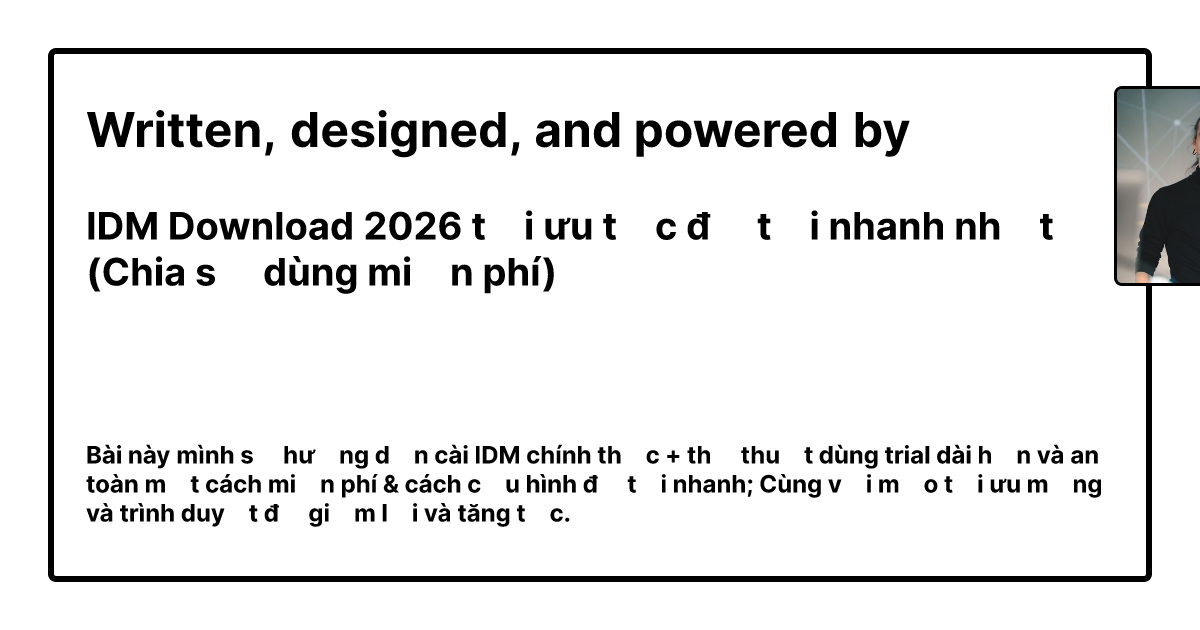 Written, designed, and powered by
IDM Download 2026 t i ưu t c đ t i nhanh nh t
(Chia s dùng mi n phí)
Bài này mình s hư ng d n cài IDM chính th c + th thu t dùng trial dài h n và an
toàn m t cách mi n phí & cách c u hình đ t i nhanh; Cùng v i m o t i ưu m ng
và trình duy t đ gi m l i và tăng t c.